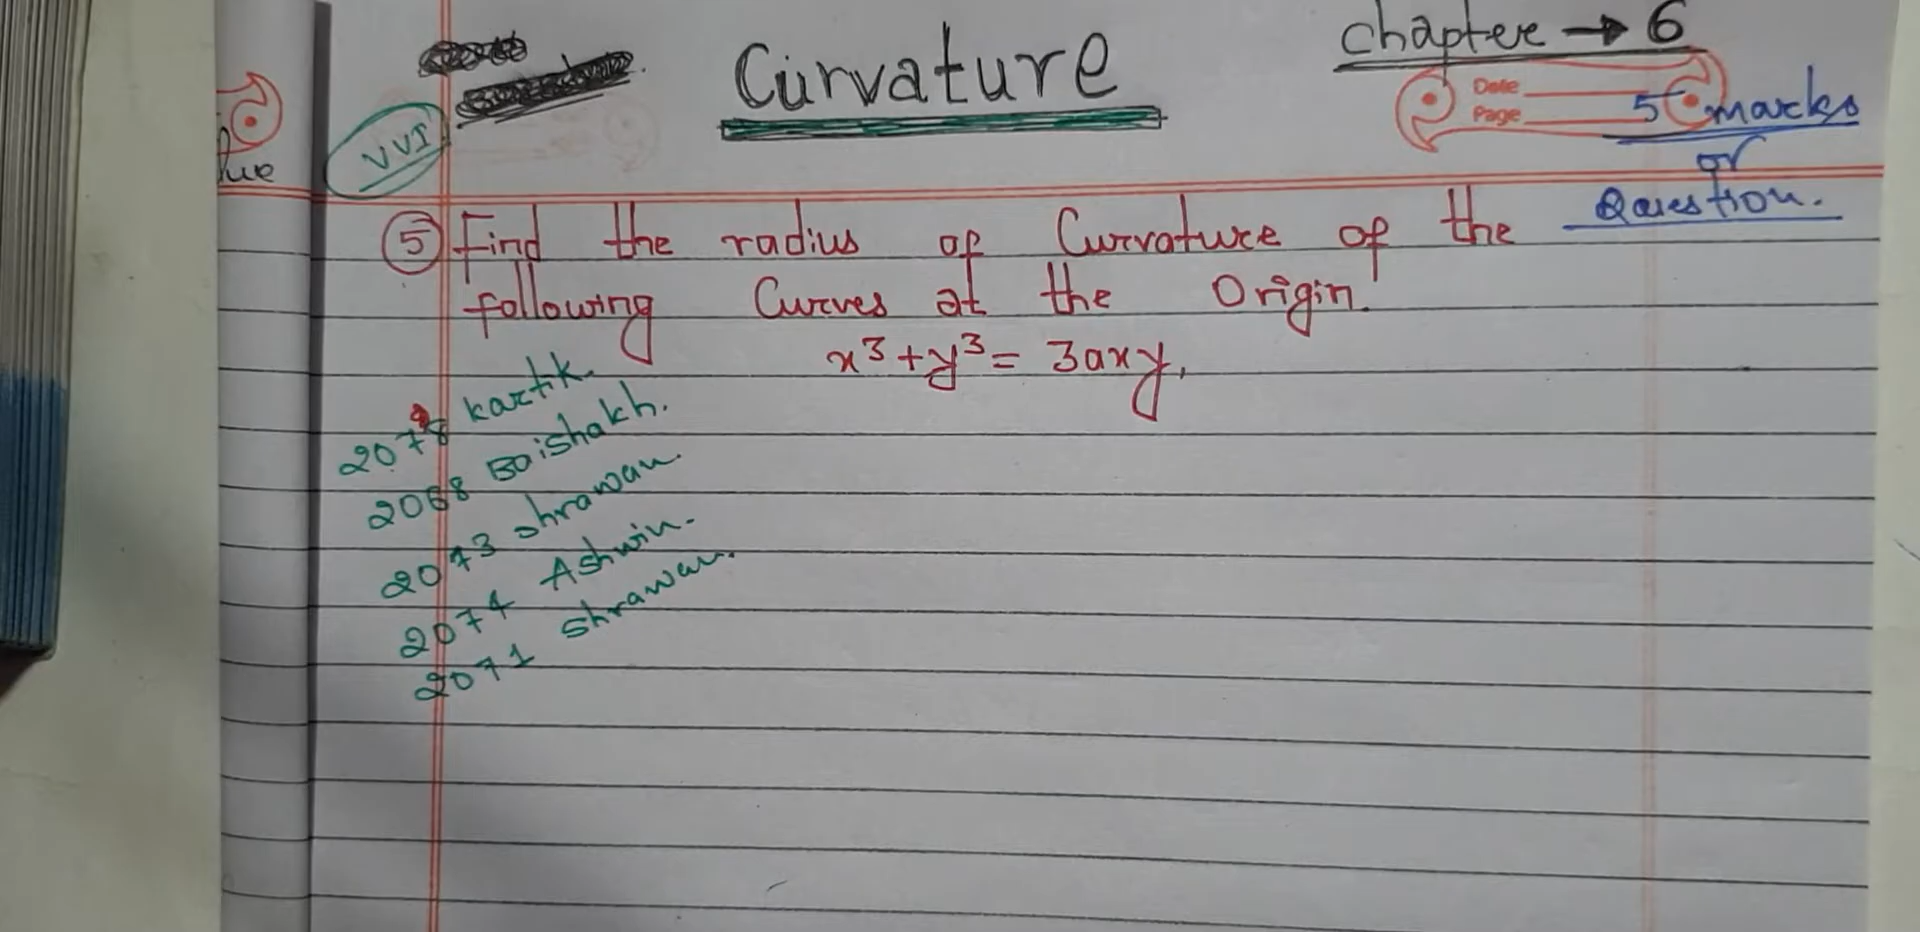 Curvature
chapter → 6
Date
Page
5 marks
or
Question.
VVI
⑤ Find the radius of Curvature of the
following Curves at the Origin.
x³+y³= 3axy,
2078 kartik.
2068 Baishakh.
2073 shrawan.
2074 Ashwin.
2071 shrawan.